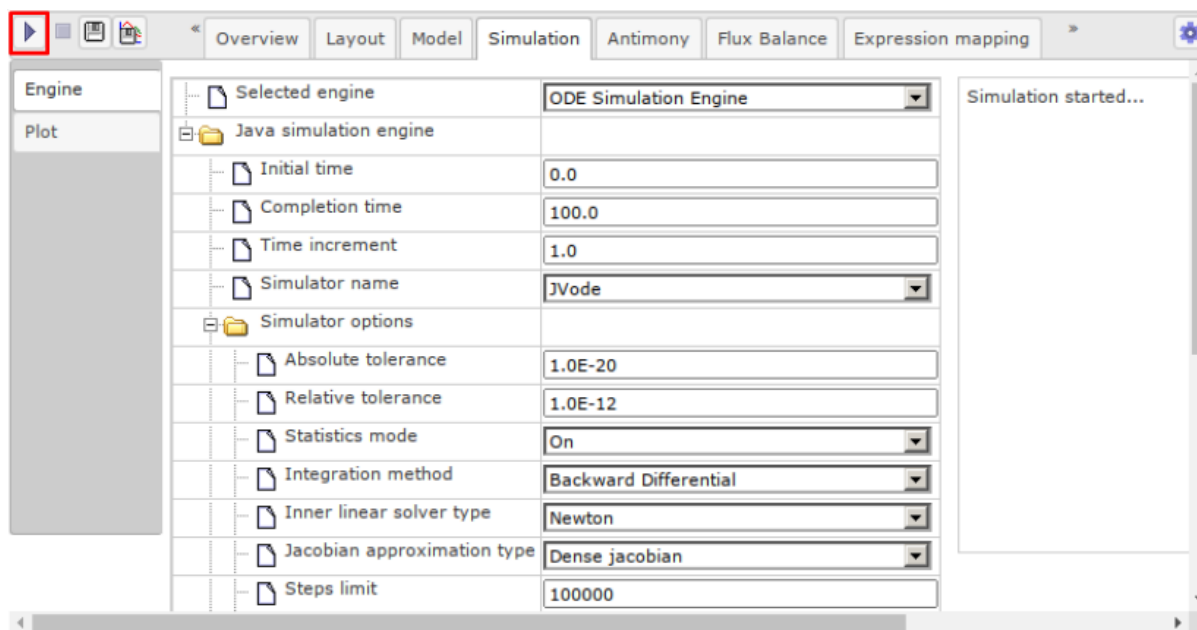 « Overview Layout Model Simulation Antimony Flux Balance Expression mapping »
Engine
Plot
Selected engine ODE Simulation Engine
Java simulation engine
Initial time 0.0
Completion time 100.0
Time increment 1.0
Simulator name JVode
Simulator options
Absolute tolerance 1.0E-20
Relative tolerance 1.0E-12
Statistics mode On
Integration method Backward Differential
Inner linear solver type Newton
Jacobian approximation type Dense jacobian
Steps limit 100000
Simulation started...